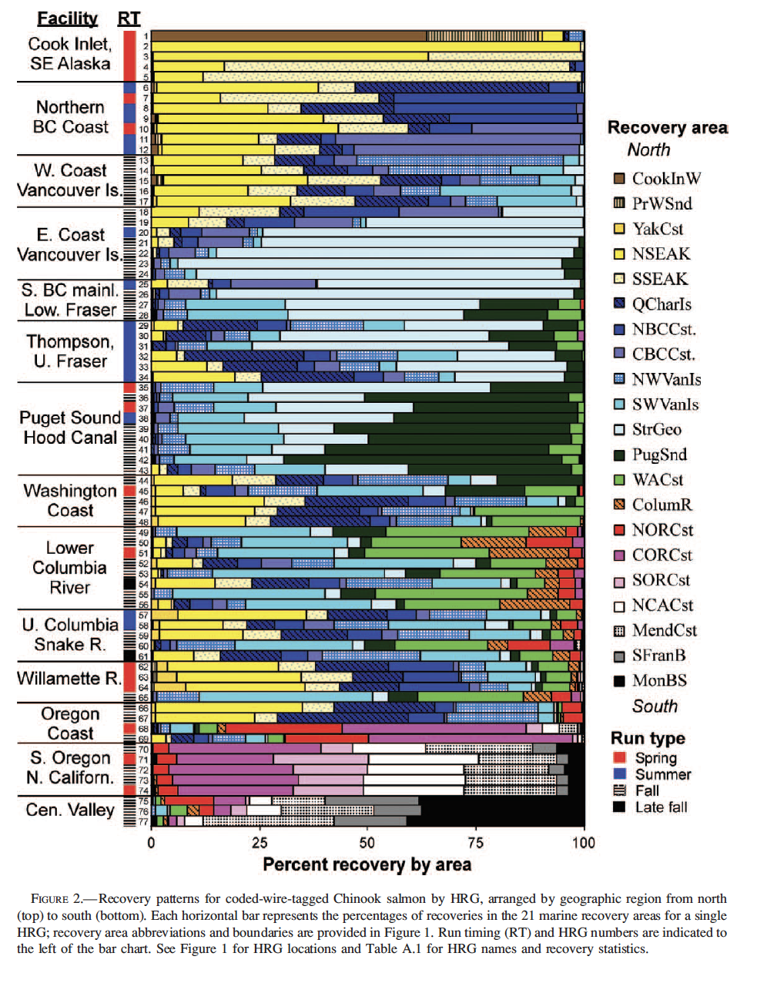 Facility RT
Cook Inlet,
SE Alaska
Northern
BC Coast
W. Coast
Vancouver Is.
E. Coast
Vancouver Is.
S. BC mainl.
Low. Fraser
Thompson,
U. Fraser
Puget Sound
Hood Canal
Washington
Coast
Lower
Columbia
River
U. Columbia
Snake R.
Willamette R.
Oregon
Coast
S. Oregon
N. Californ.
Cen. Valley
1
2
3
4
5
6
7
8
9
10
11
12
13
14
15
16
17
18
19
20
21
22
23
24
25
26
27
28
29
30
31
32
33
34
35
36
37
38
39
40
41
42
43
44
45
46
47
48
49
50
51
52
53
54
55
56
57
58
59
60
61
62
63
64
65
66
67
68
69
70
71
72
73
74
75
76
77
0 25 50 75 100
Percent recovery by area
Recovery area
North
CookInW
PrWSnd
YakCst
NSEAK
SSEAK
QCharIs
NBCCst.
CBCCst.
NWVanIs
SWVanIs
StrGeo
PugSnd
WACst
ColumR
NORCst
CORCst
SORCst
NCACst
MendCst
SFranB
MonBS
South
Run type
Spring
Summer
Fall
Late fall
FIGURE 2.—Recovery patterns for coded-wire-tagged Chinook salmon by HRG, arranged by geographic region from north
(top) to south (bottom). Each horizontal bar represents the percentages of recoveries in the 21 marine recovery areas for a single
HRG; recovery area abbreviations and boundaries are provided in Figure 1. Run timing (RT) and HRG numbers are indicated to
the left of the bar chart. See Figure 1 for HRG locations and Table A.1 for HRG names and recovery statistics.